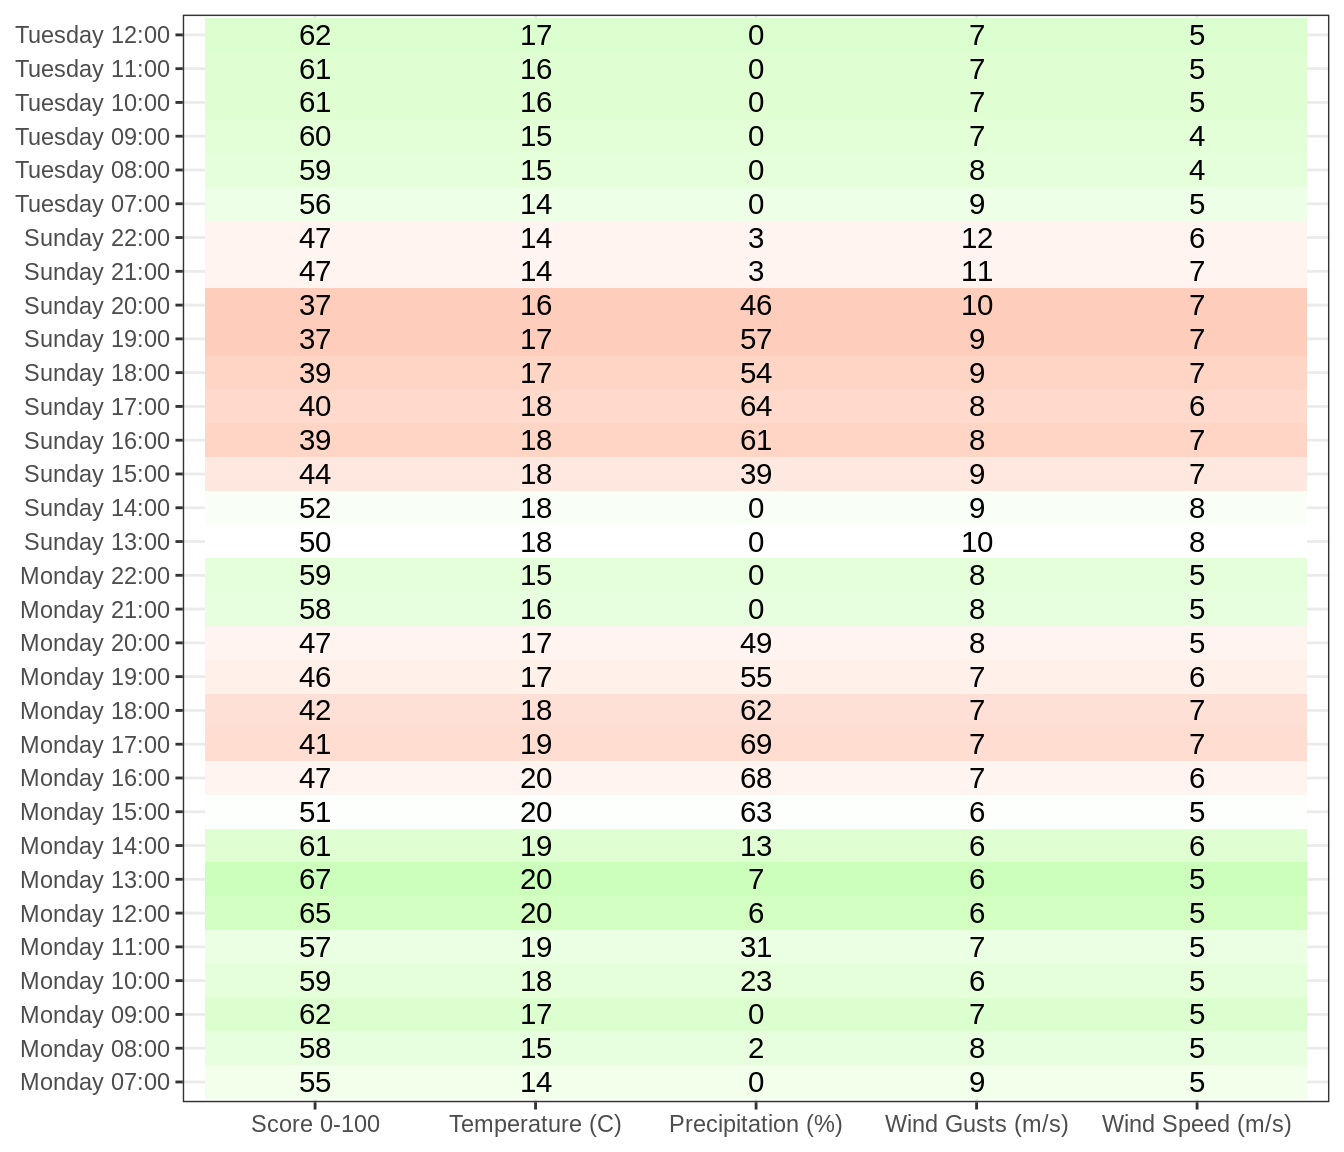 Tuesday 12:00 62 17 0 7 5
Tuesday 11:00 61 16 0 7 5
Tuesday 10:00 61 16 0 7 5
Tuesday 09:00 60 15 0 7 4
Tuesday 08:00 59 15 0 8 4
Tuesday 07:00 56 14 0 9 5
Sunday 22:00 47 14 3 12 6
Sunday 21:00 47 14 3 11 7
Sunday 20:00 37 16 46 10 7
Sunday 19:00 37 17 57 9 7
Sunday 18:00 39 17 54 9 7
Sunday 17:00 40 18 64 8 6
Sunday 16:00 39 18 61 8 7
Sunday 15:00 44 18 39 9 7
Sunday 14:00 52 18 0 9 8
Sunday 13:00 50 18 0 10 8
Monday 22:00 59 15 0 8 5
Monday 21:00 58 16 0 8 5
Monday 20:00 47 17 49 8 5
Monday 19:00 46 17 55 7 6
Monday 18:00 42 18 62 7 7
Monday 17:00 41 19 69 7 7
Monday 16:00 47 20 68 7 6
Monday 15:00 51 20 63 6 5
Monday 14:00 61 19 13 6 6
Monday 13:00 67 20 7 6 5
Monday 12:00 65 20 6 6 5
Monday 11:00 57 19 31 7 5
Monday 10:00 59 18 23 6 5
Monday 09:00 62 17 0 7 5
Monday 08:00 58 15 2 8 5
Monday 07:00 55 14 0 9 5
Score 0-100 Temperature (C) Precipitation (%) Wind Gusts (m/s) Wind Speed (m/s)